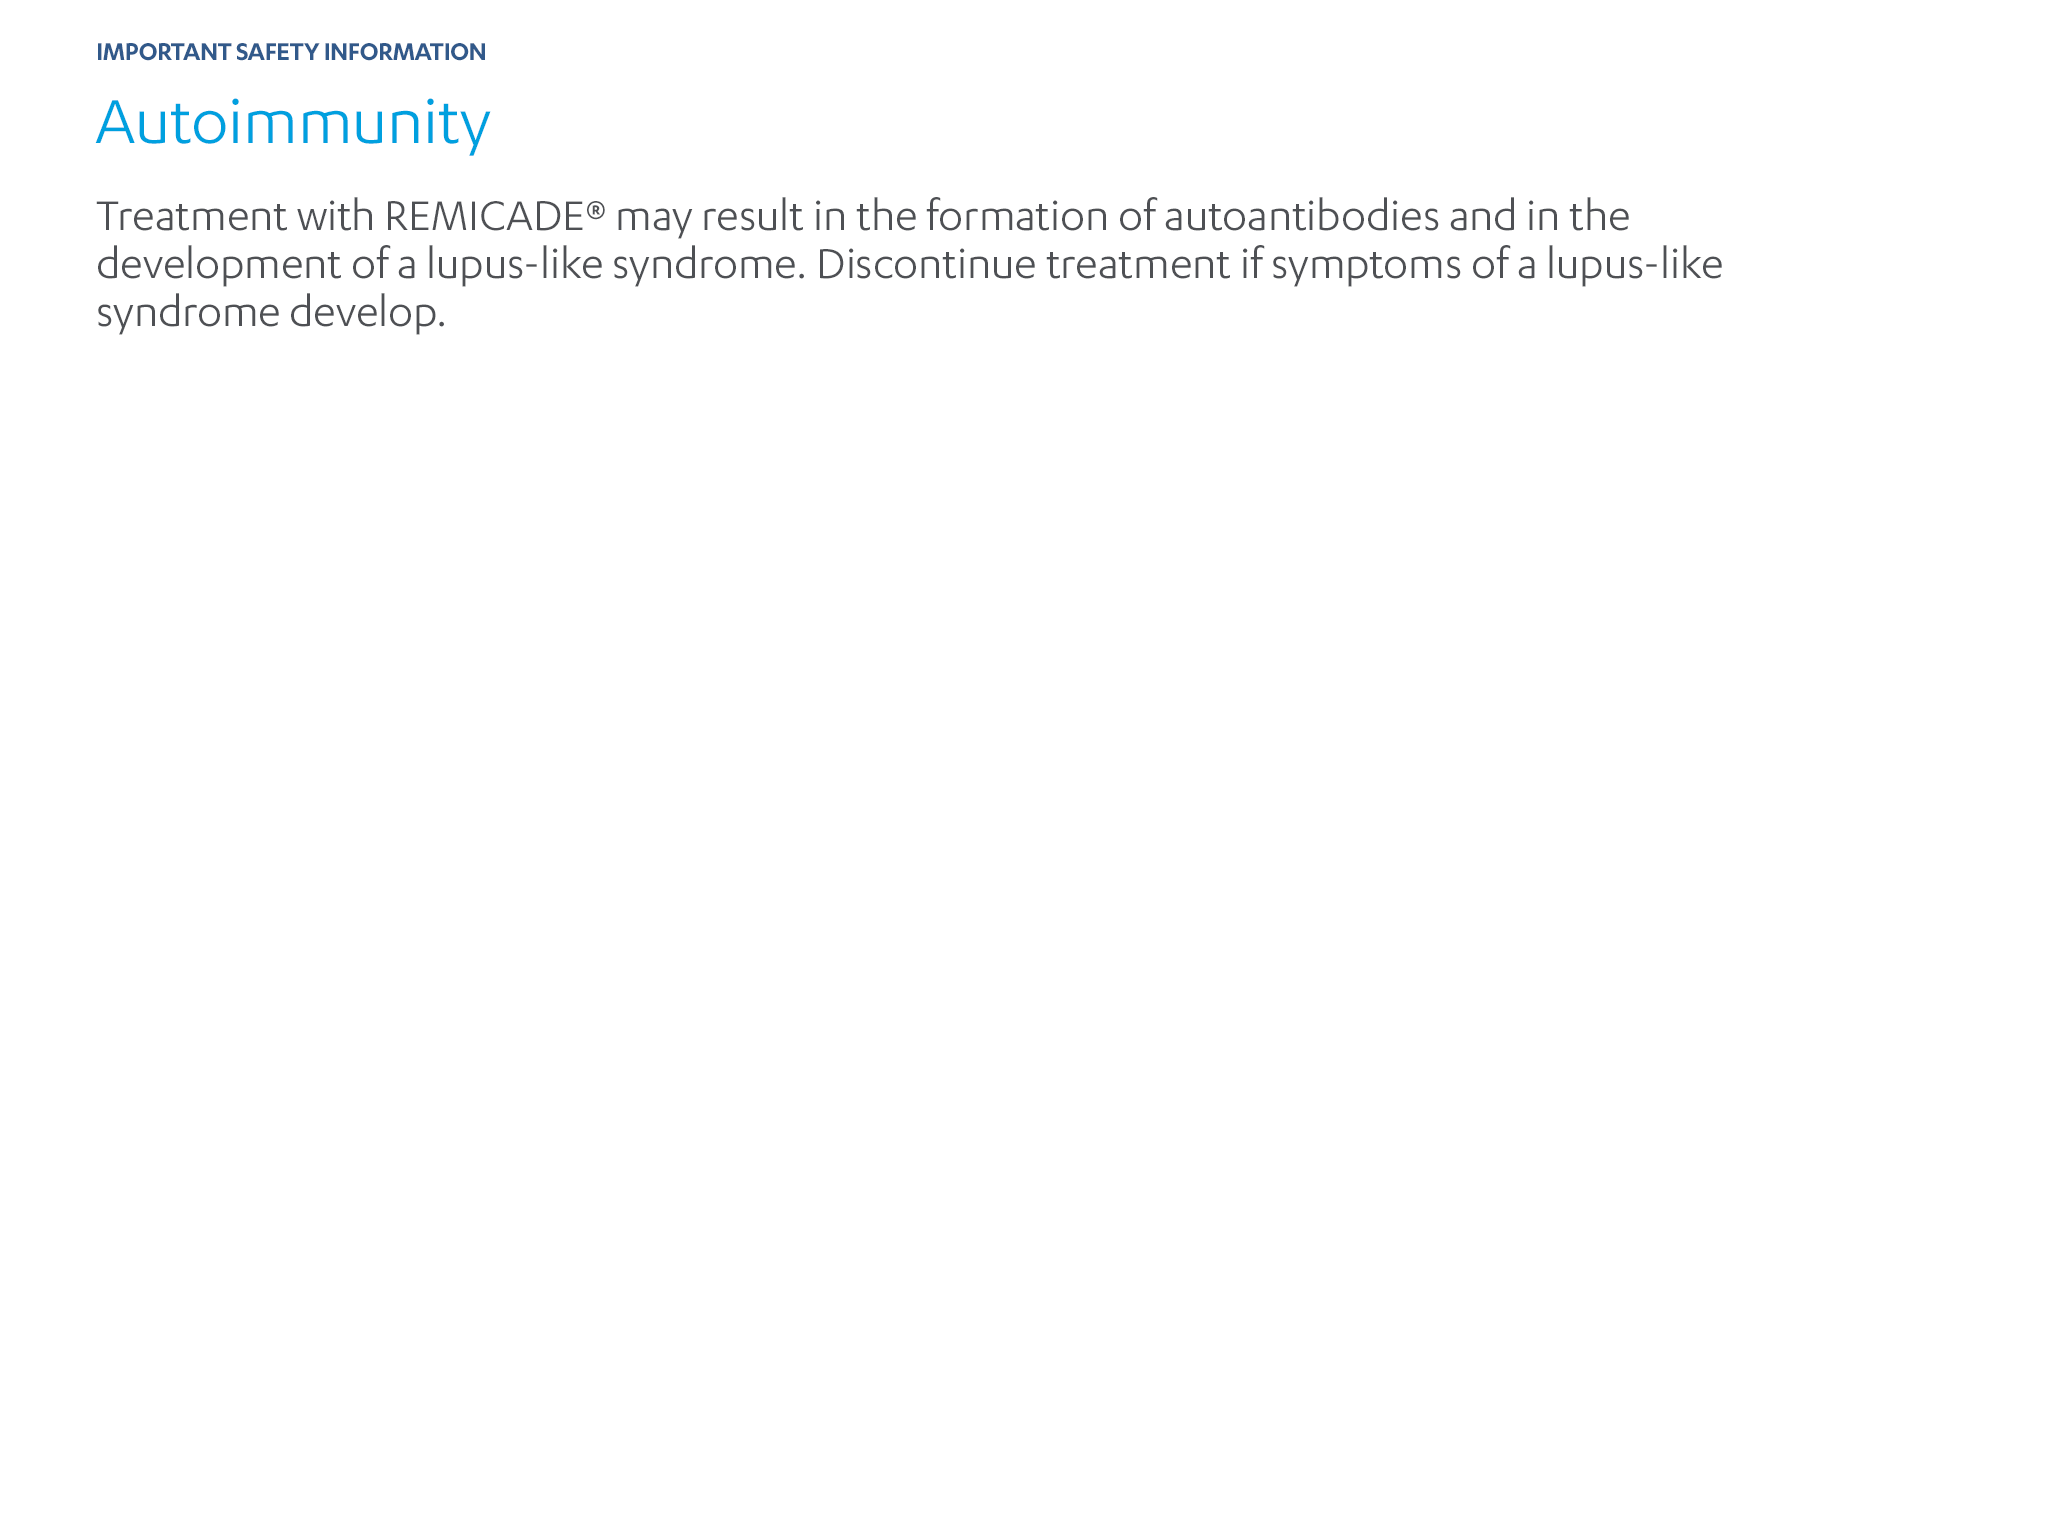 IMPORTANT SAFETY INFORMATION
Autoimmunity
Treatment with REMICADE® may result in the formation of autoantibodies and in the
development of a lupus-like syndrome. Discontinue treatment if symptoms of a lupus-like
syndrome develop.